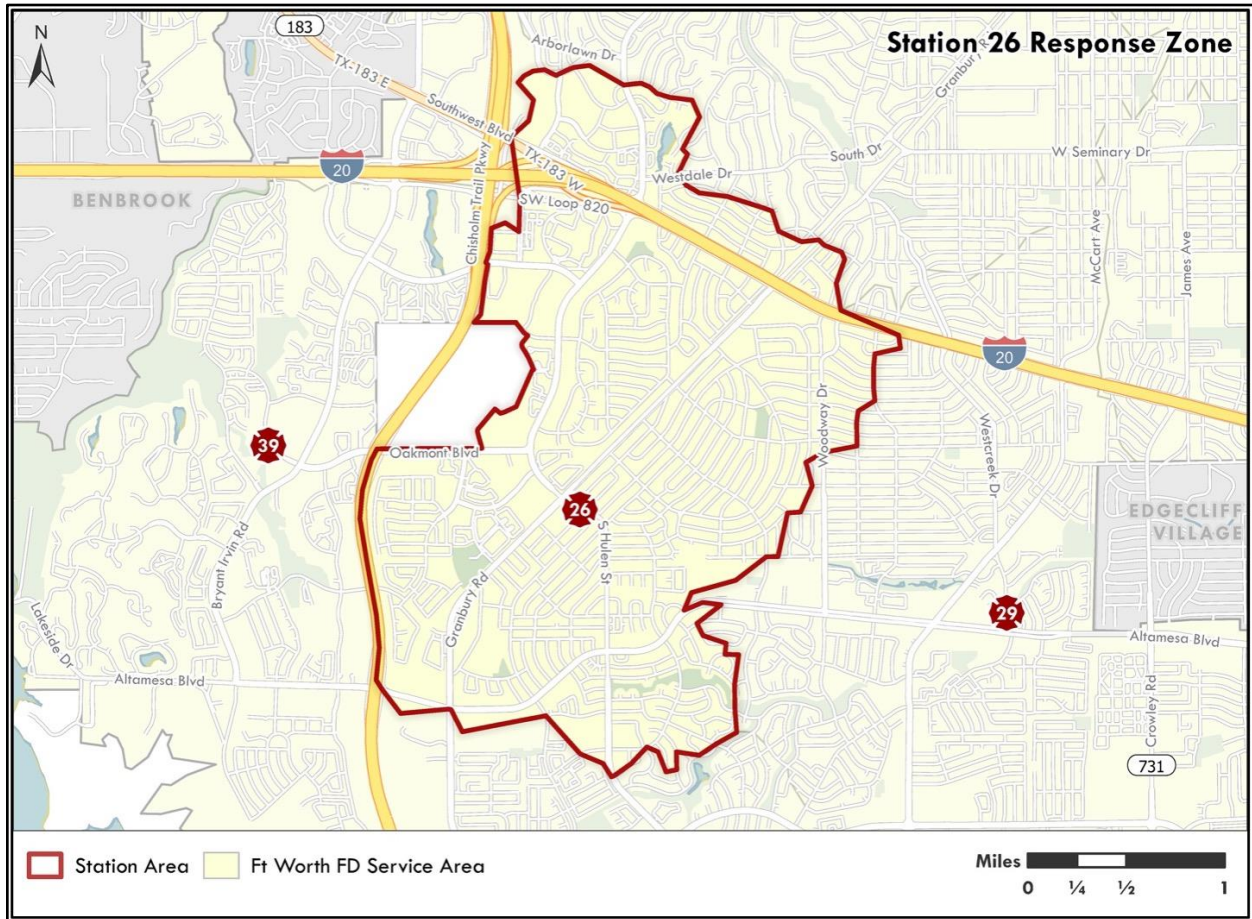 Station 26 Response Zone
N
183
TX-183 E
Southwest Blvd
Arborlawn Dr
Granbury R
20
BENBROOK
Chisholm Trail Pkwy
TX-183 W
SW Loop 820
Westdale Dr
South Dr
W Seminary Dr
McCart Ave
James Ave
20
39
Oakmont Blvd
Woodway Dr
Westcreek Dr
26
S Hulen St
Bryant Irvin Rd
Granbury Rd
EDGECLIFF
VILLAGE
29
Altamesa Blvd
Lakeside Dr
Altamesa Blvd
Crowley Rd
731
Station Area
Ft Worth FD Service Area
Miles
0 ¼ ½ 1